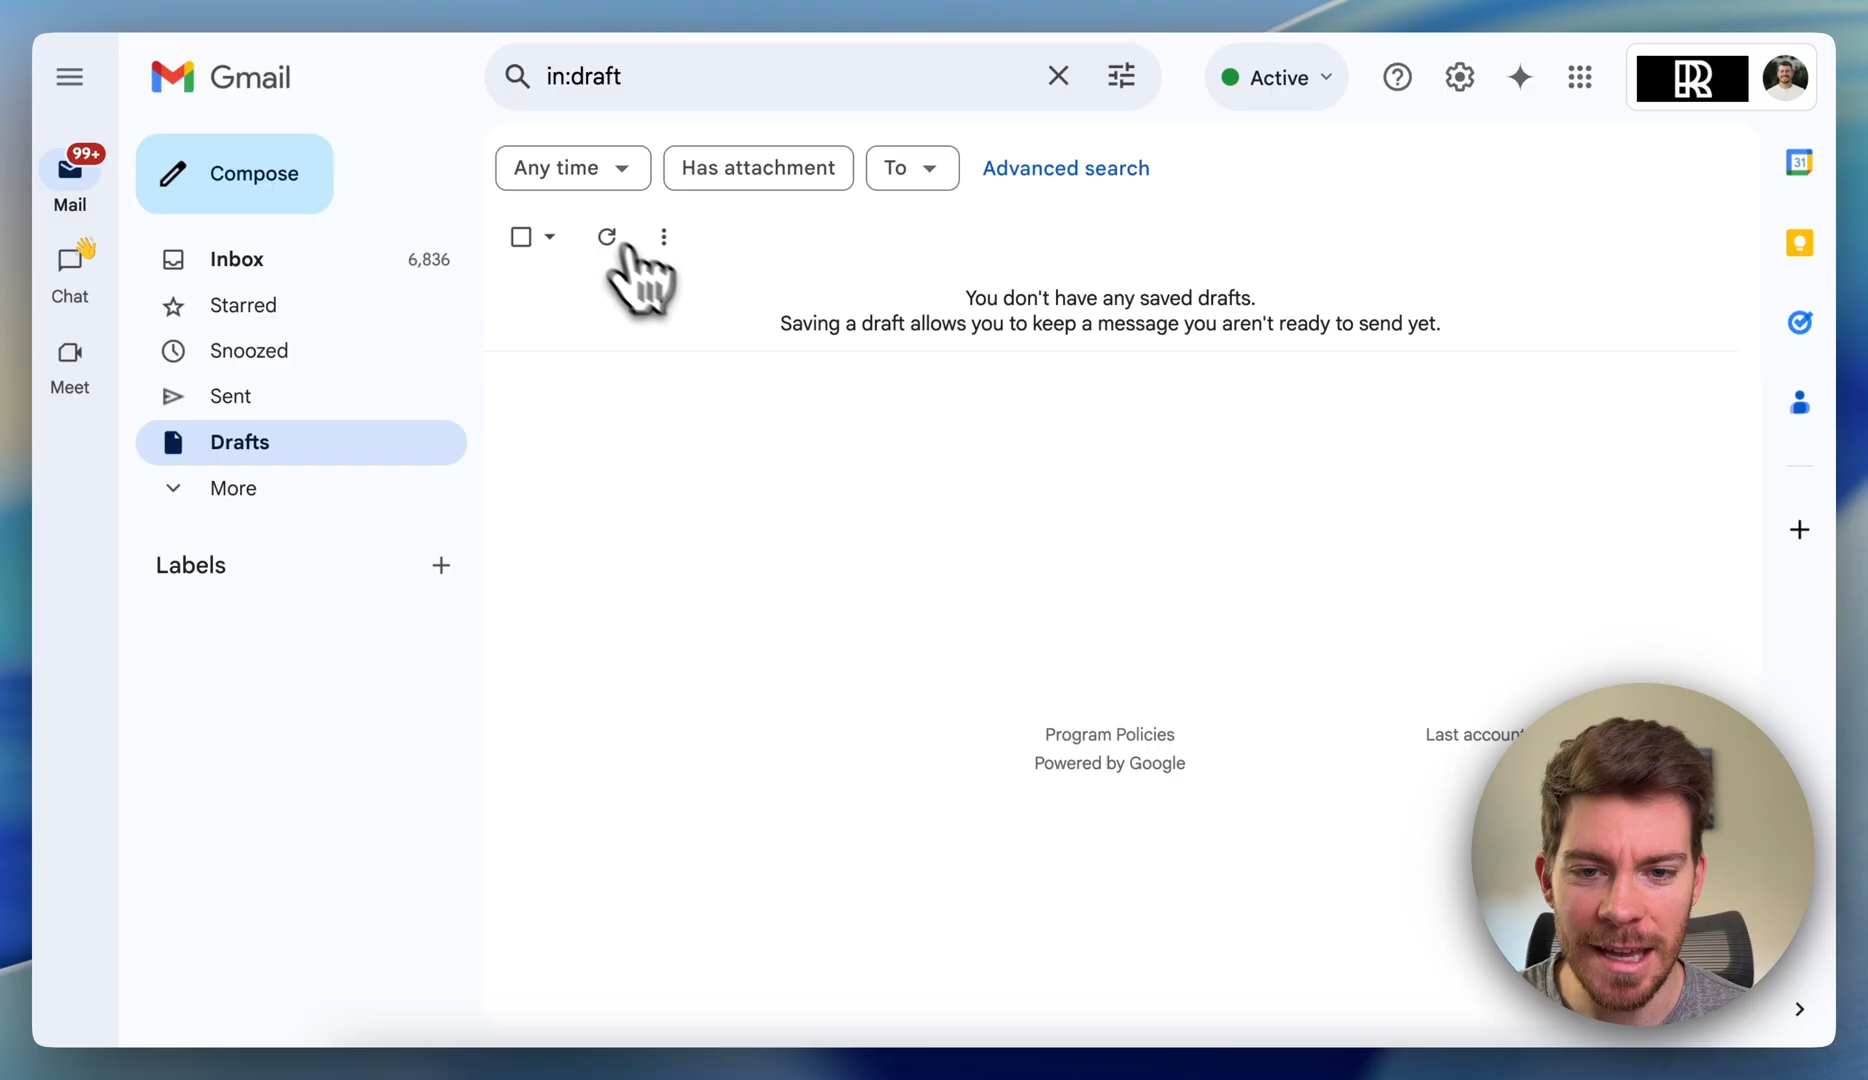 Gmail
in:draft
Active
99+
Mail
Compose
Any time
Has attachment
To
Advanced search
31
Chat
Inbox
6,836
Starred
You don't have any saved drafts.
Saving a draft allows you to keep a message you aren't ready to send yet.
Snoozed
Meet
Sent
Drafts
More
Labels
Program Policies
Last account
Powered by Google